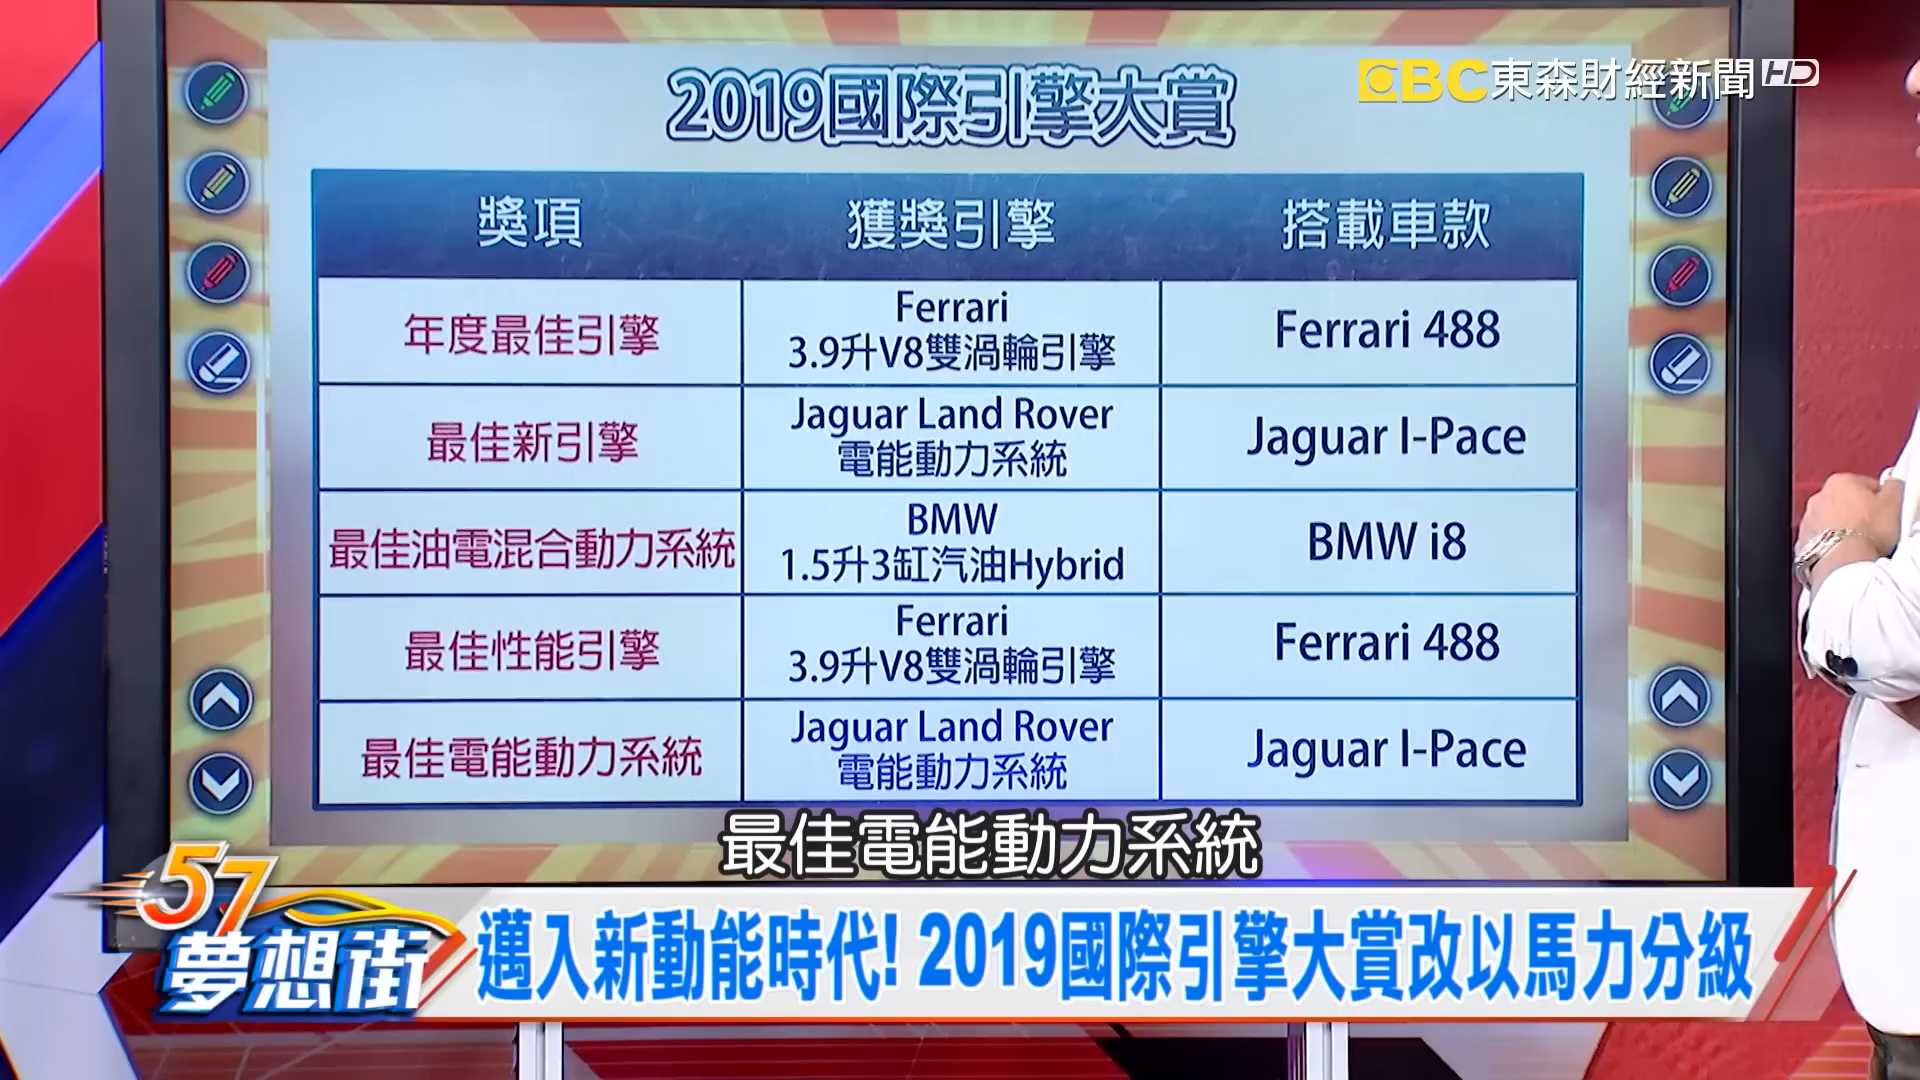 2019國際引擎大賞
EBC東森財經新聞HD
獎項
獲獎引擎
搭載車款
年度最佳引擎
Ferrari
3.9升V8雙渦輪引擎
Ferrari 488
最佳新引擎
Jaguar Land Rover
電能動力系統
Jaguar I-Pace
最佳油電混合動力系統
BMW
1.5升3缸汽油Hybrid
BMW i8
最佳性能引擎
Ferrari
3.9升V8雙渦輪引擎
Ferrari 488
最佳電能動力系統
Jaguar Land Rover
電能動力系統
Jaguar I-Pace
最佳電能動力系統
57
夢想街
邁入新動能時代! 2019國際引擎大賞改以馬力分級